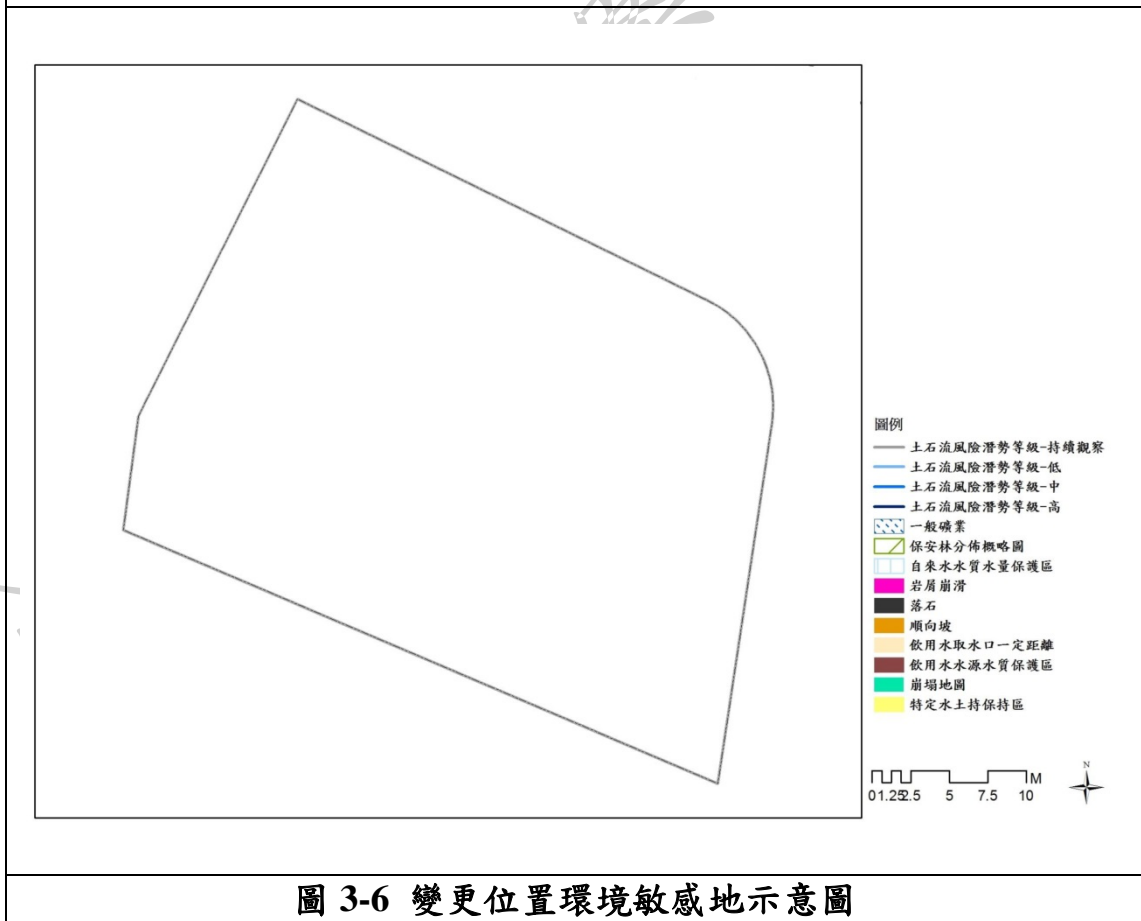 圖例
土石流風險潛勢等級-持續觀察
土石流風險潛勢等級-低
土石流風險潛勢等級-中
土石流風險潛勢等級-高
一般礦業
保安林分佈概略圖
自來水水質水量保護區
岩屑崩滑
落石
順向坡
飲用水取水口一定距離
飲用水水源水質保護區
崩塌地圖
特定水土持保持區
M
01.252.5 5 7.5 10
N
圖 3-6 變更位置環境敏感地示意圖